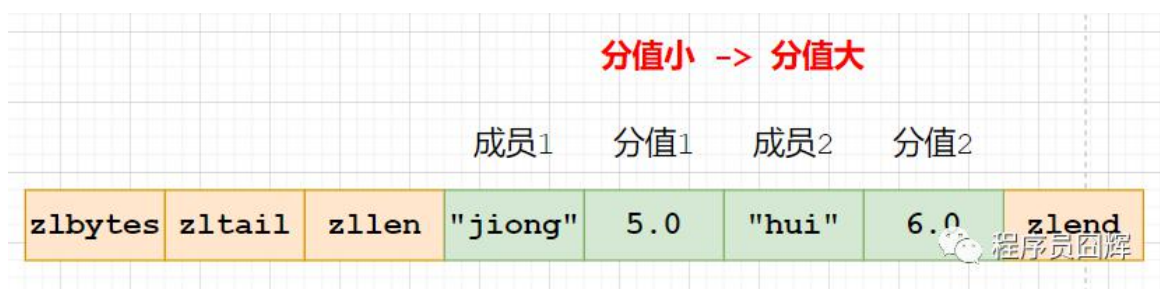 分值小 -> 分值大
成员1 分值1 成员2 分值2
zlbytes zltail zllen "jiong" 5.0 "hui" 6.0 zlend
程序员囧辉